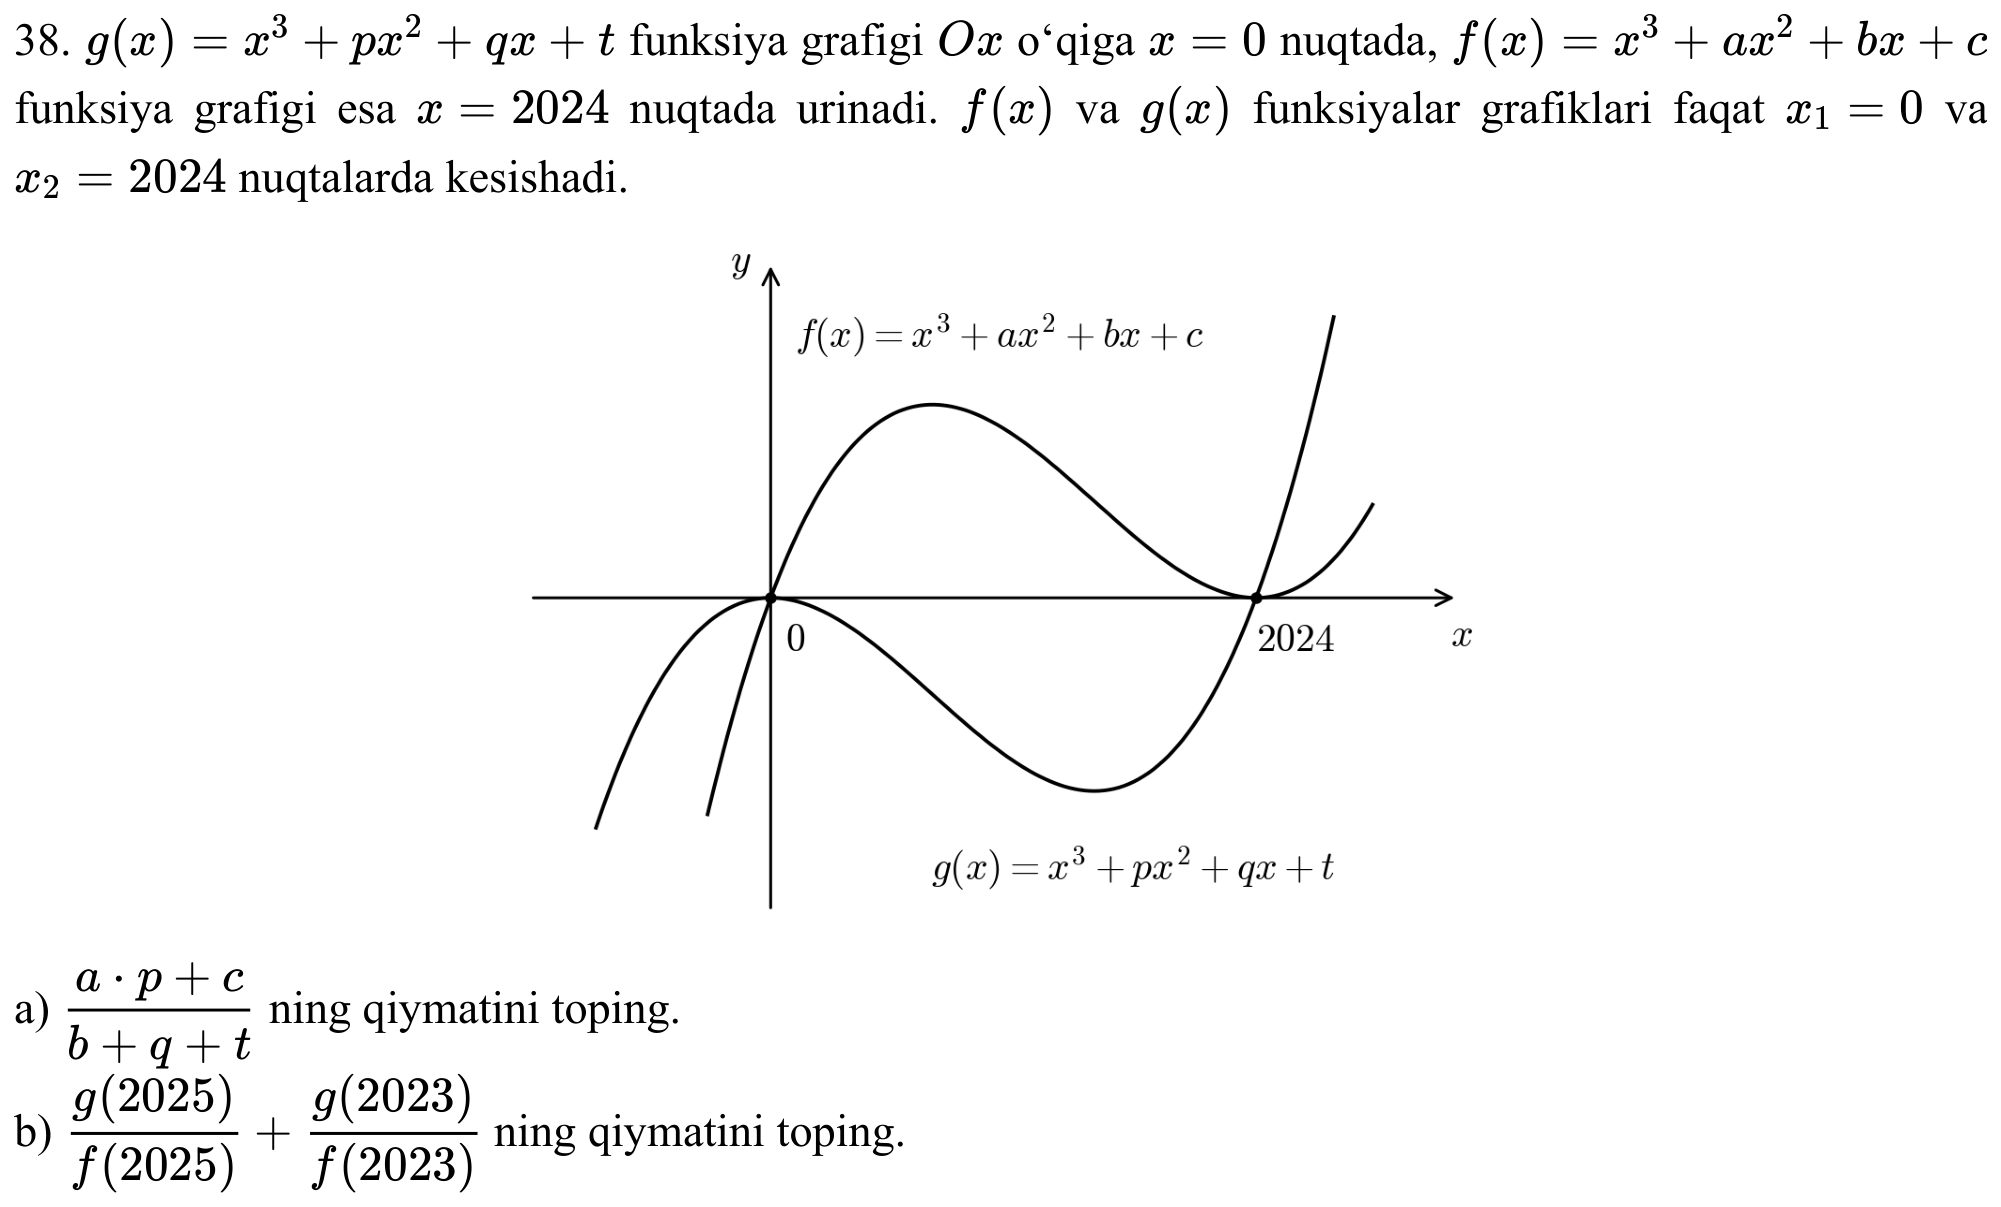 38. g(x) = x³ + px² + qx + t funksiya grafigi Ox o‘qiga x = 0 nuqtada, f(x) = x³ + ax² + bx + c
funksiya grafigi esa x = 2024 nuqtada urinadi. f(x) va g(x) funksiyalar grafiklari faqat x₁ = 0 va
x₂ = 2024 nuqtalarda kesishadi.
y
f(x) = x³ + ax² + bx + c
0
2024
x
g(x) = x³ + px² + qx + t
a) (a · p + c)/(b + q + t) ning qiymatini toping.
b) g(2025)/f(2025) + g(2023)/f(2023) ning qiymatini toping.